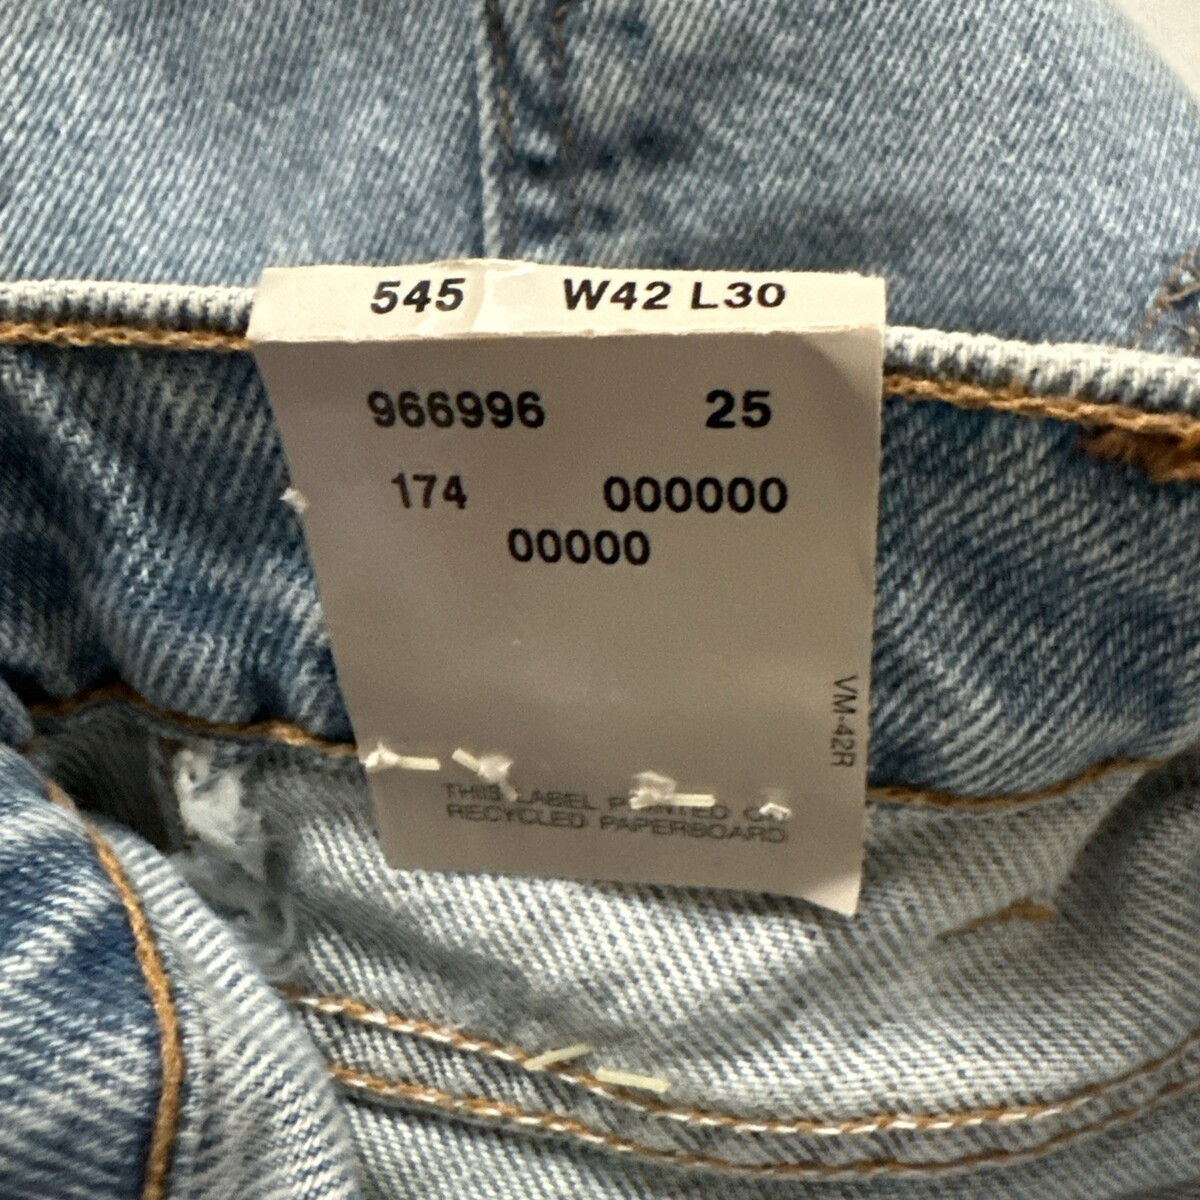 545 W42 L30
966996 25
174 000000
00000
VM-42R
THIS LABEL PRINTED ON
RECYCLED PAPERBOARD